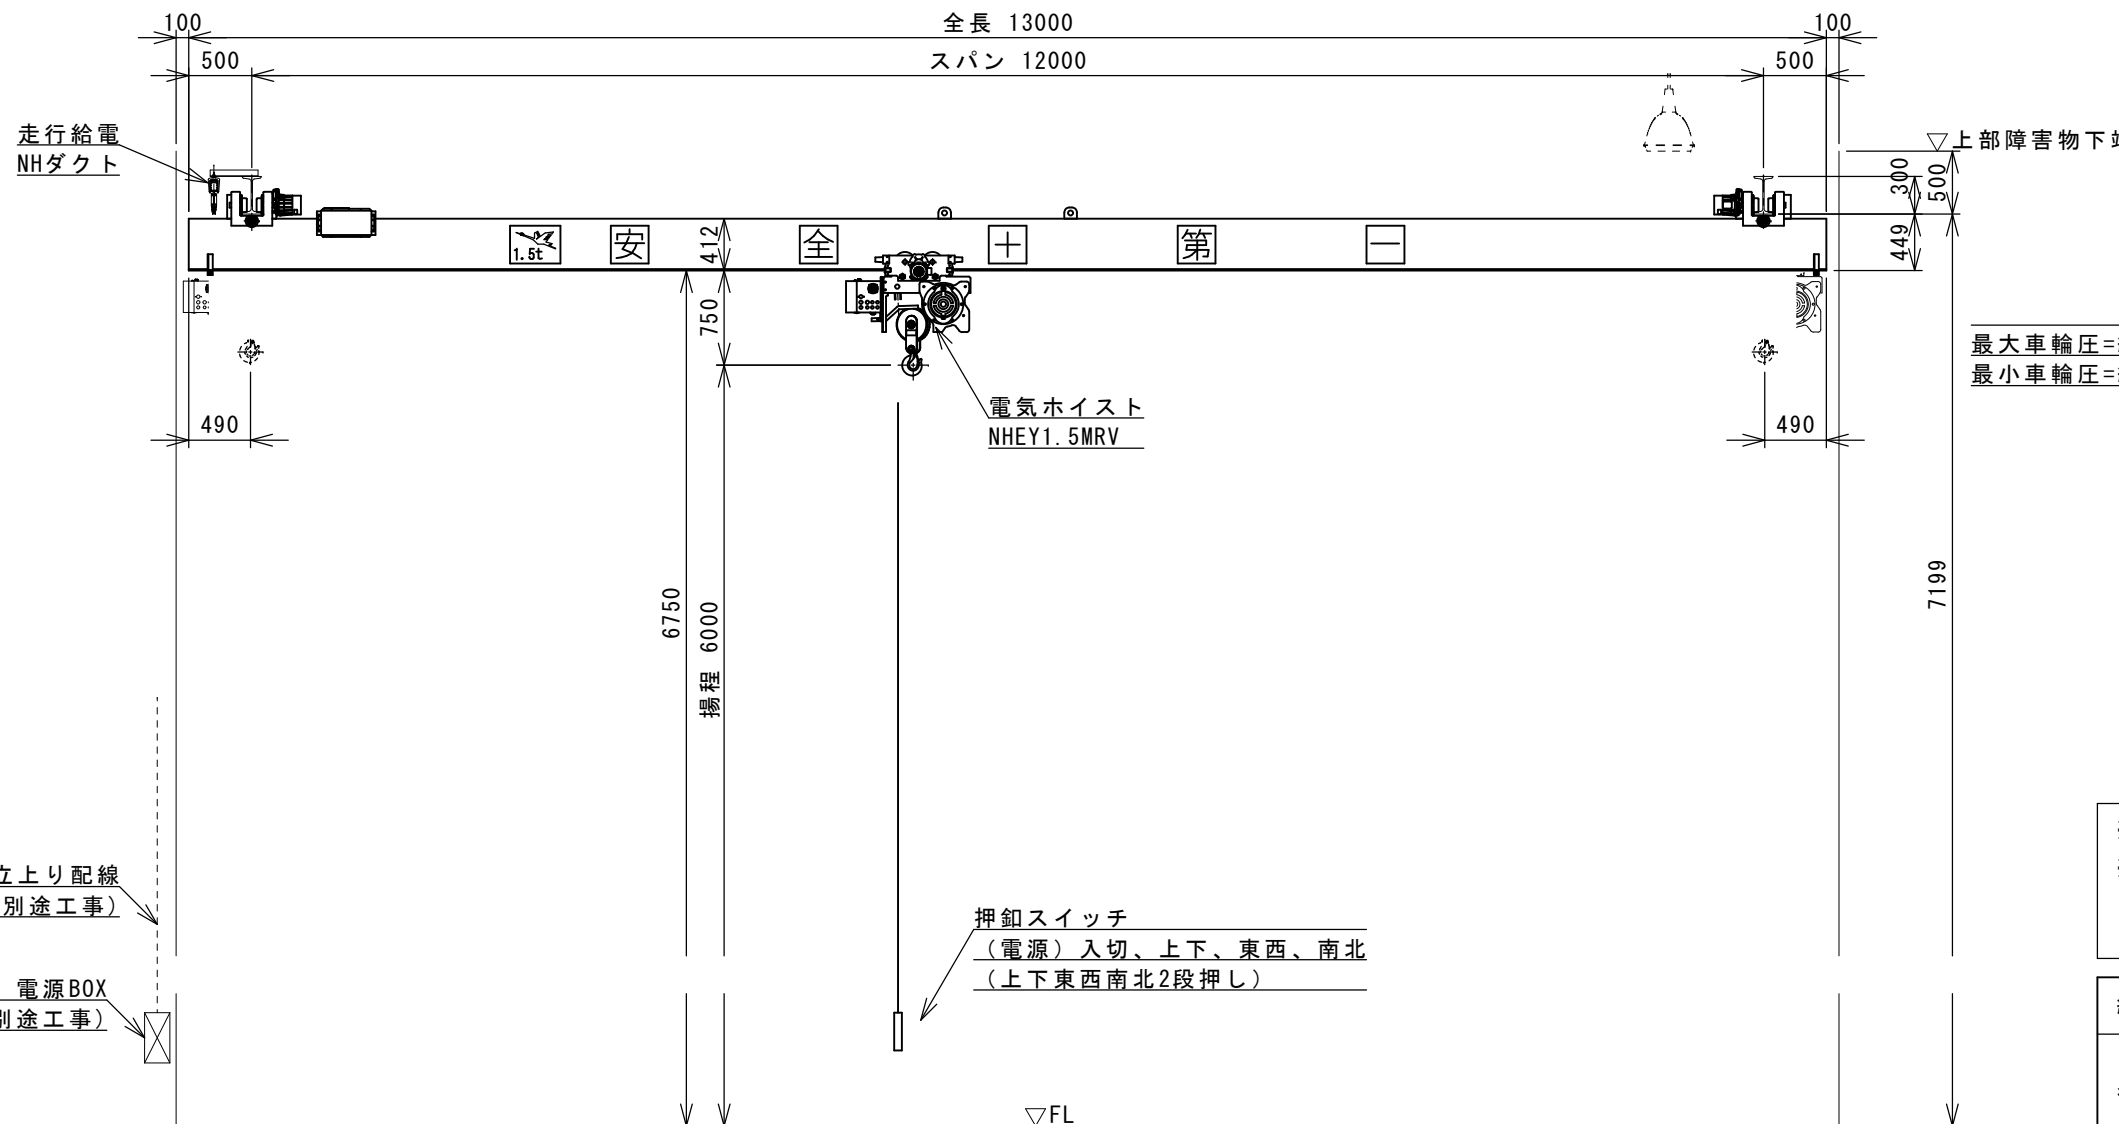 100
全長 13000
100
500
スパン 12000
500
走行給電
NHダクト
▽上部障害物下
300
500
1.5t
安
全
十
第
一
412
449
750
最大車輪圧=
最小車輪圧=
電気ホイスト
NHEY1.5MRV
490
490
6750
揚程 6000
7199
立上り配線
別途工事)
押釦スイッチ
(電源)入切、上下、東西、南北
(上下東西南北2段押し)
電源BOX
別途工事)
▽FL